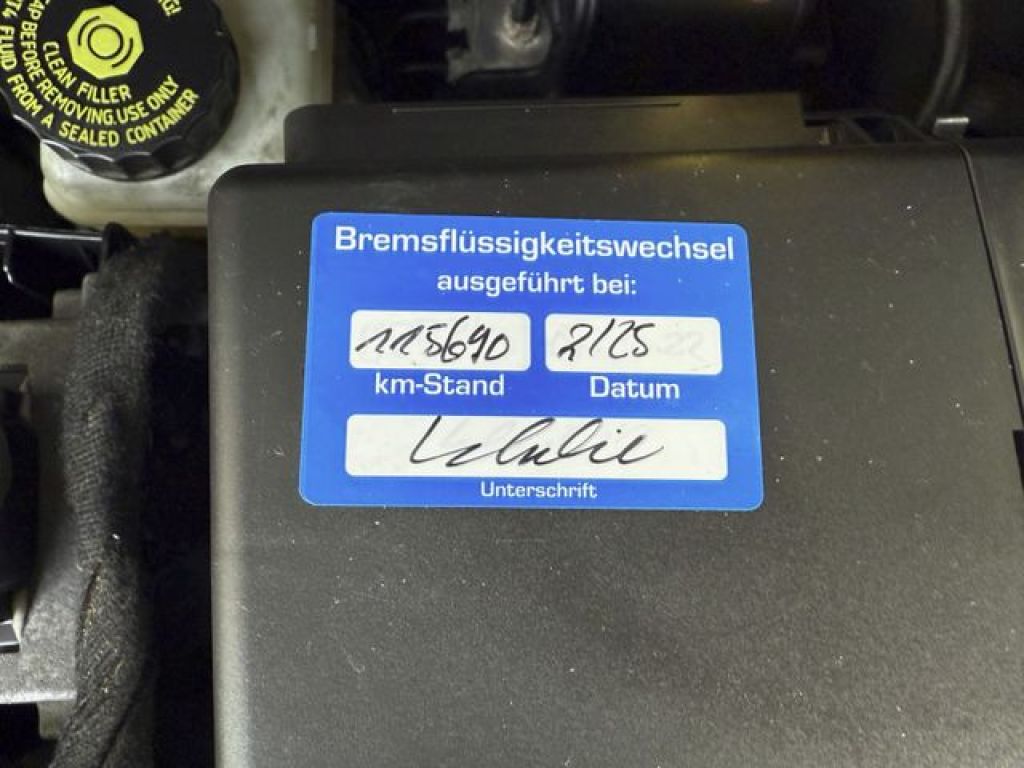 T4 FLUID FROM A SEALED CONTAINER
CAP BEFORE REMOVING. USE ONLY
CLEAN FILLER
Bremsflüssigkeitswechsel
ausgeführt bei:
115690 2/25
km-Stand Datum
Unterschrift